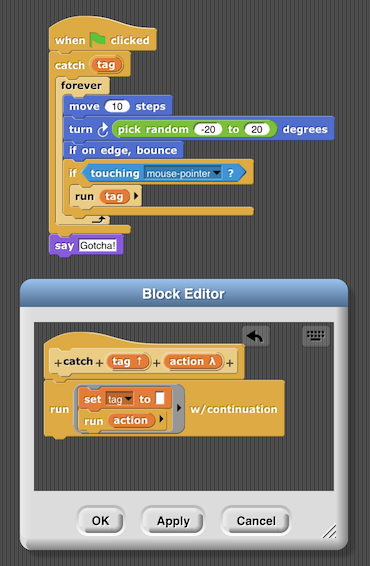 when clicked
catch tag
forever
move 10 steps
turn pick random -20 to 20 degrees
if on edge, bounce
if touching mouse-pointer ?
run tag
say Gotcha!
Block Editor
+ catch + tag ↑ + action λ +
set tag to
run w/continuation
run action
OK Apply Cancel